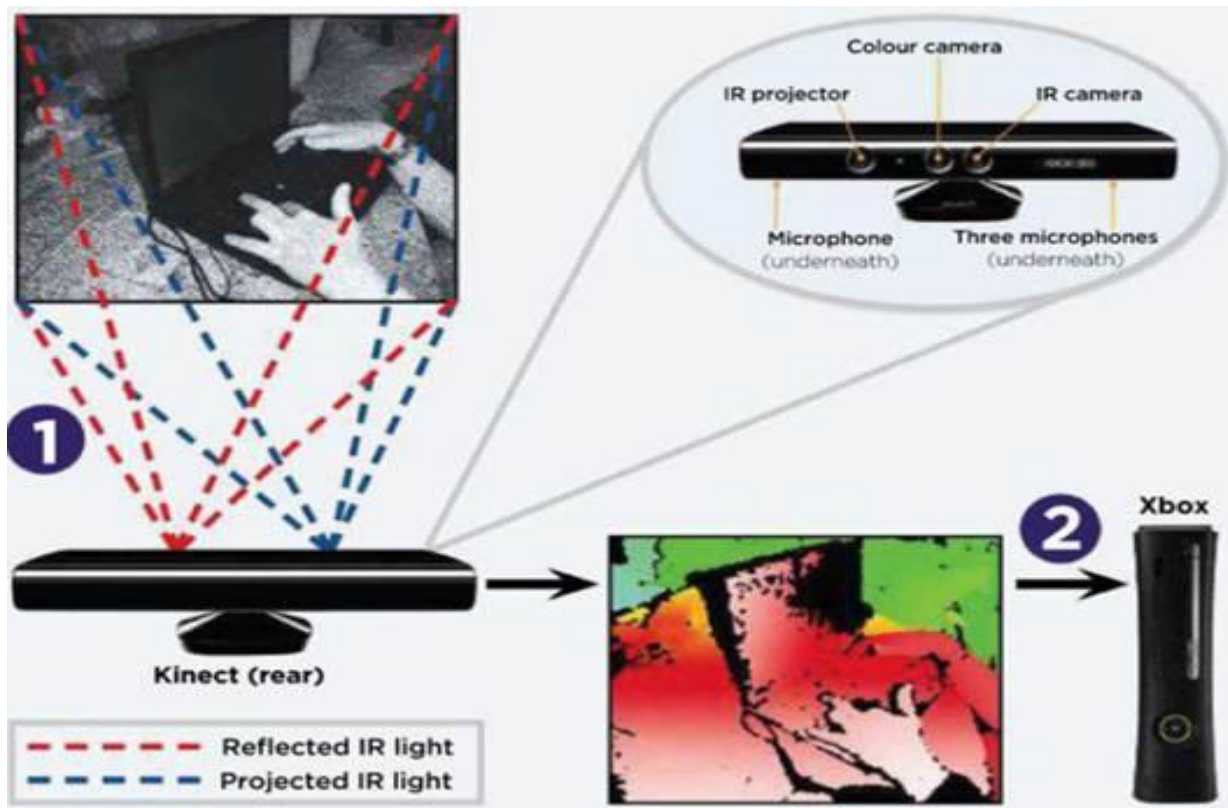 Colour camera
IR projector
IR camera
Microphone
(underneath)
Three microphones
(underneath)
1
2
Xbox
Kinect (rear)
Reflected IR light
Projected IR light